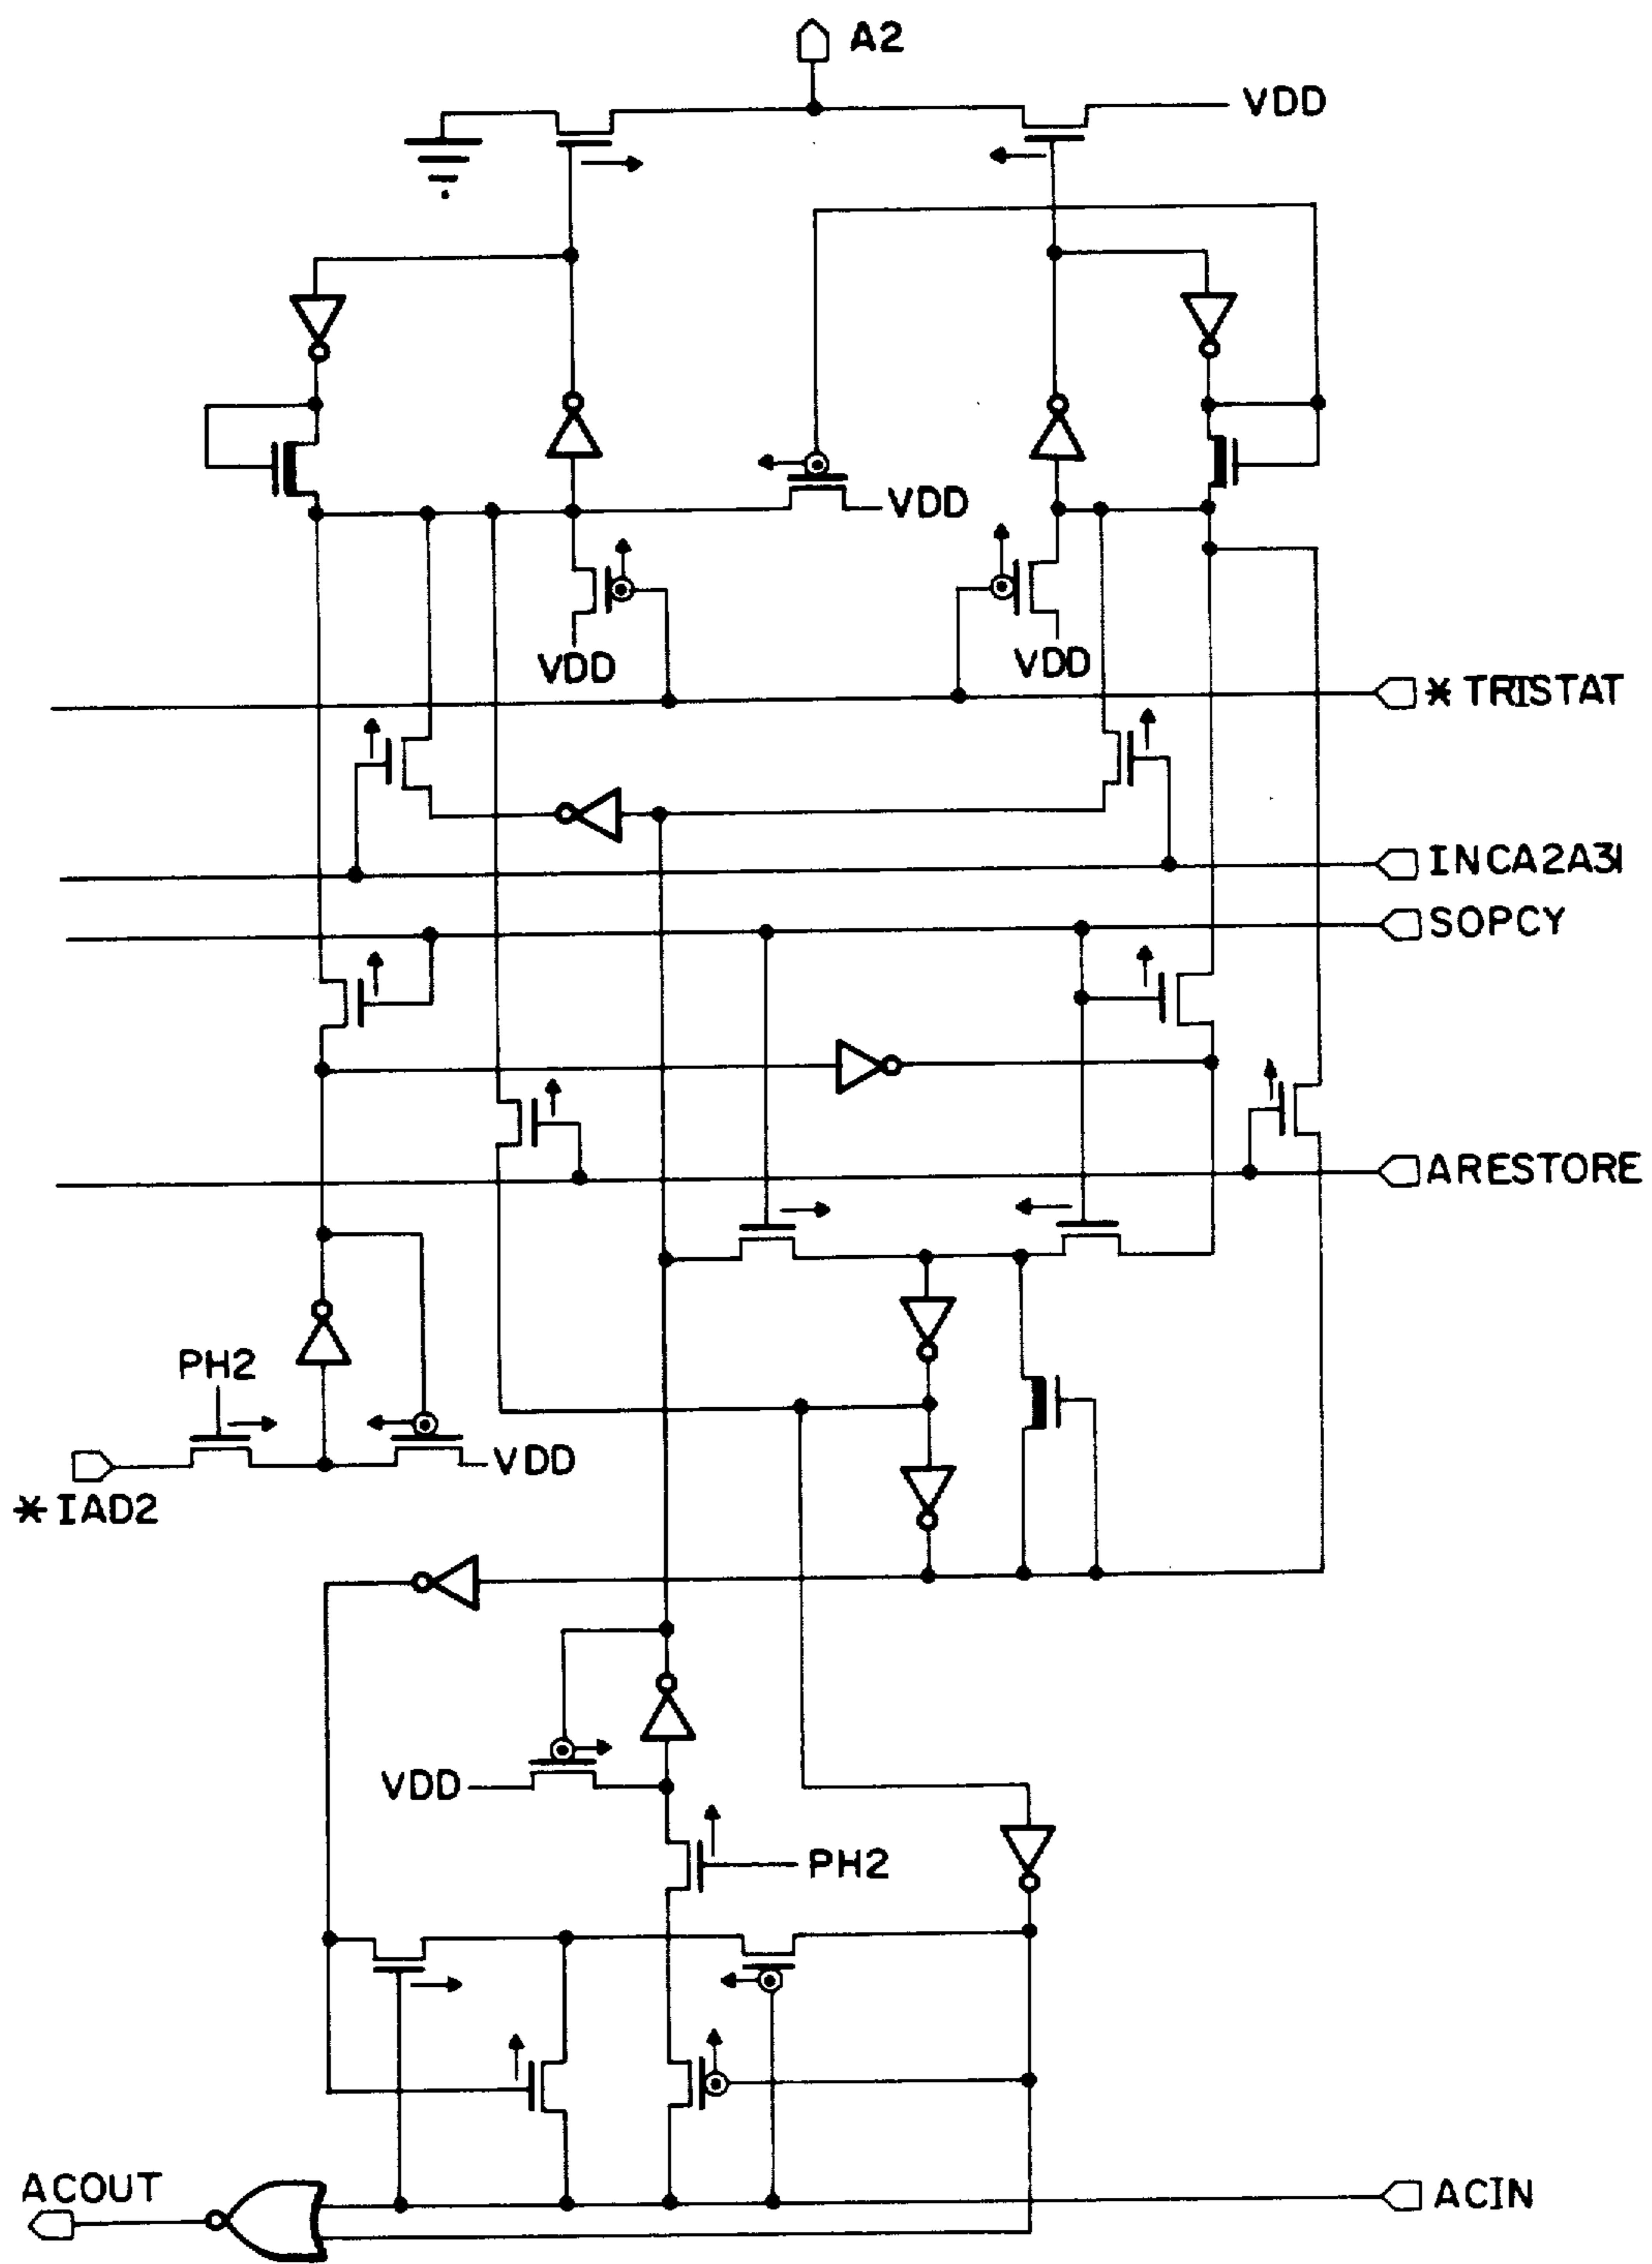 A2
VDD
VDD
VDD
VDD
* TRISTAT
INCA2A31
SOPCY
ARESTORE
PH2
VDD
* IAD2
VDD
PH2
ACOUT
ACIN